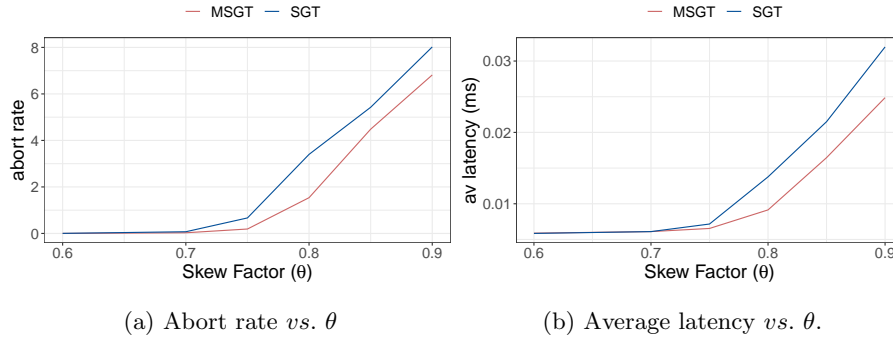 MSGT SGT
abort rate
8
6
4
2
0
0.6 0.7 0.8 0.9
Skew Factor (θ)
(a) Abort rate vs. θ
MSGT SGT
av latency (ms)
0.03
0.02
0.01
0.6 0.7 0.8 0.9
Skew Factor (θ)
(b) Average latency vs. θ.